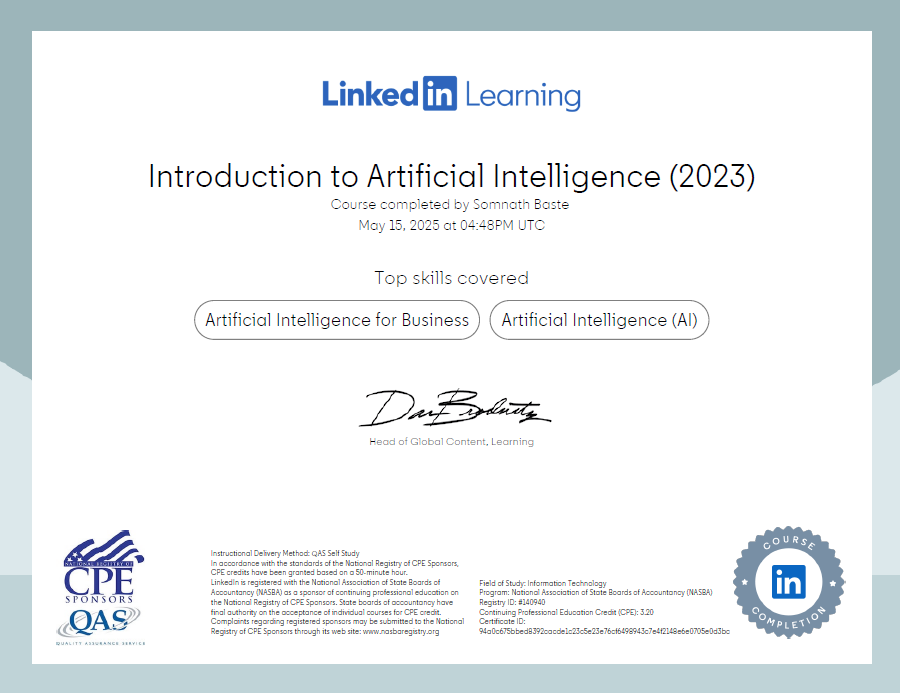 Linked in Learning
Introduction to Artificial Intelligence (2023)
Course completed by Somnath Baste
May 15, 2025 at 04:48PM UTC
Top skills covered
Artificial Intelligence for Business
Artificial Intelligence (AI)
Head of Global Content, Learning
NATIONAL REGISTRY OF
CPE
SPONSORS
QAS
QUALITY ASSURANCE SERVICE
Instructional Delivery Method: QAS Self Study
In accordance with the standards of the National Registry of CPE Sponsors,
CPE credits have been granted based on a 50-minute hour.
LinkedIn is registered with the National Association of State Boards of
Accountancy (NASBA) as a sponsor of continuing professional education on
the National Registry of CPE Sponsors. State boards of accountancy have
final authority on the acceptance of individual courses for CPE credit.
Complaints regarding registered sponsors may be submitted to the National
Registry of CPE Sponsors through its web site: www.nasbaregistry.org
Field of Study: Information Technology
Program: National Association of State Boards of Accountancy (NASBA)
Registry ID: #140940
Continuing Professional Education Credit (CPE): 3.20
Certificate ID:
94a0c675bbed8392cacde1c23c5e23e76cf6498943c7e4f2148e6e0705e0d3bc
COURSE
in
COMPLETION